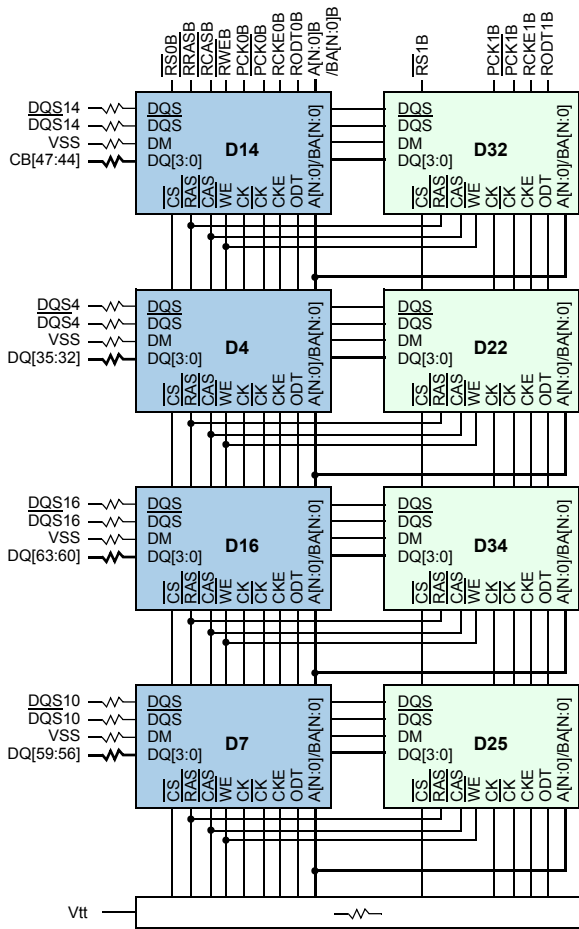 RS0B
RRASB
RCASB
RWEB
PCK0B
PCK0B
RCKE0B
RODT0B
A[N:0]B
/BA[N:0]B
RS1B
PCK1B
PCK1B
RCKE1B
RODT1B
DQS14
DQS14
VSS
CB[47:44]
DQS
DQS
DM
DQ[3:0]
D14
CS
RAS
CAS
WE
CK
CK
CKE
ODT
A[N:0]/BA[N:0]
DQS
DQS
DM
DQ[3:0]
D32
CS
RAS
CAS
WE
CK
CK
CKE
ODT
A[N:0]/BA[N:0]
DQS4
DQS4
VSS
DQ[35:32]
DQS
DQS
DM
DQ[3:0]
D4
CS
RAS
CAS
WE
CK
CK
CKE
ODT
A[N:0]/BA[N:0]
DQS
DQS
DM
DQ[3:0]
D22
CS
RAS
CAS
WE
CK
CK
CKE
ODT
A[N:0]/BA[N:0]
DQS16
DQS16
VSS
DQ[63:60]
DQS
DQS
DM
DQ[3:0]
D16
CS
RAS
CAS
WE
CK
CK
CKE
ODT
A[N:0]/BA[N:0]
DQS
DQS
DM
DQ[3:0]
D34
CS
RAS
CAS
WE
CK
CK
CKE
ODT
A[N:0]/BA[N:0]
DQS10
DQS10
VSS
DQ[59:56]
DQS
DQS
DM
DQ[3:0]
D7
CS
RAS
CAS
WE
CK
CK
CKE
ODT
A[N:0]/BA[N:0]
DQS
DQS
DM
DQ[3:0]
D25
CS
RAS
CAS
WE
CK
CK
CKE
ODT
A[N:0]/BA[N:0]
Vtt